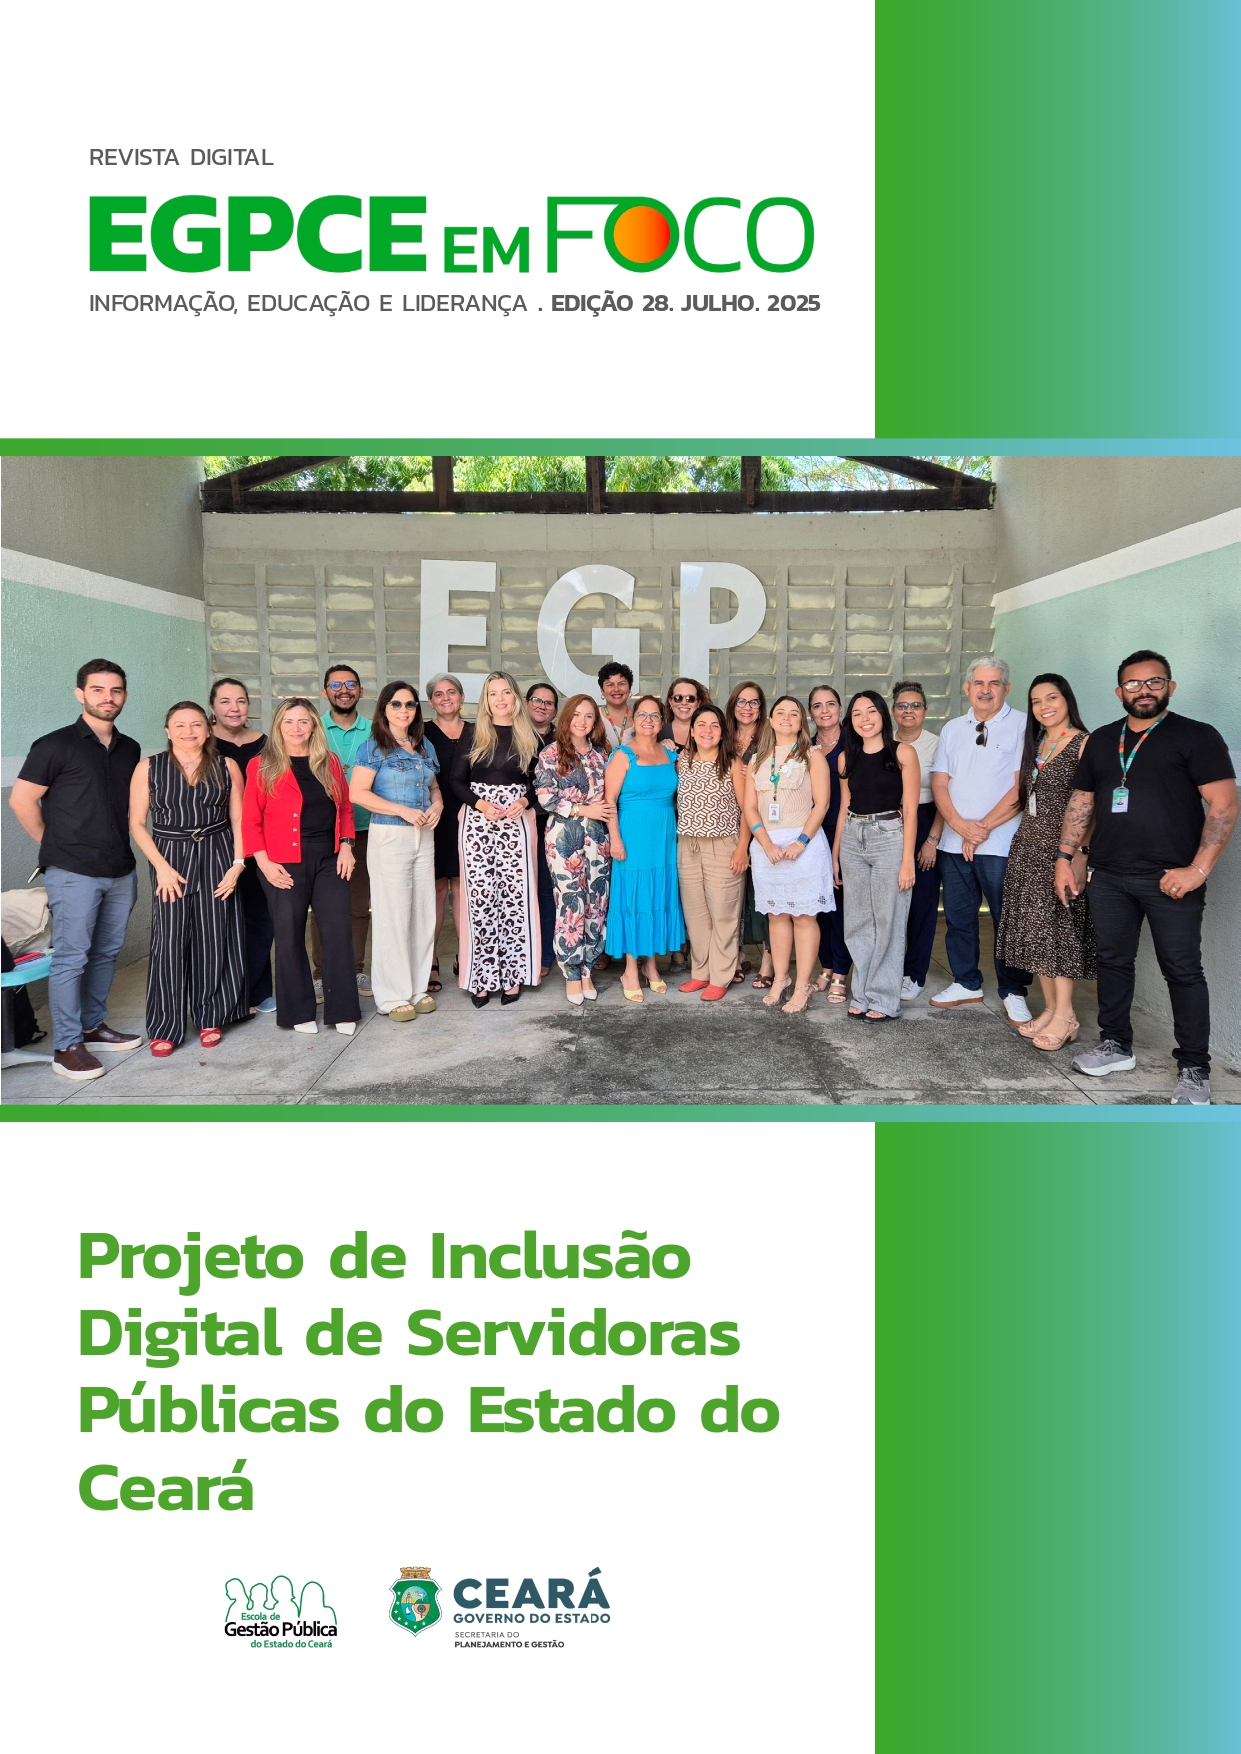 REVISTA DIGITAL
EGPCE EM FOCO
INFORMAÇÃO, EDUCAÇÃO E LIDERANÇA . EDIÇÃO 28. JULHO. 2025
EGP
Projeto de Inclusão
Digital de Servidoras
Públicas do Estado do
Ceará
Escola de
Gestão Pública
do Estado do Ceará
CEARÁ
GOVERNO DO ESTADO
SECRETARIA DO
PLANEJAMENTO E GESTÃO